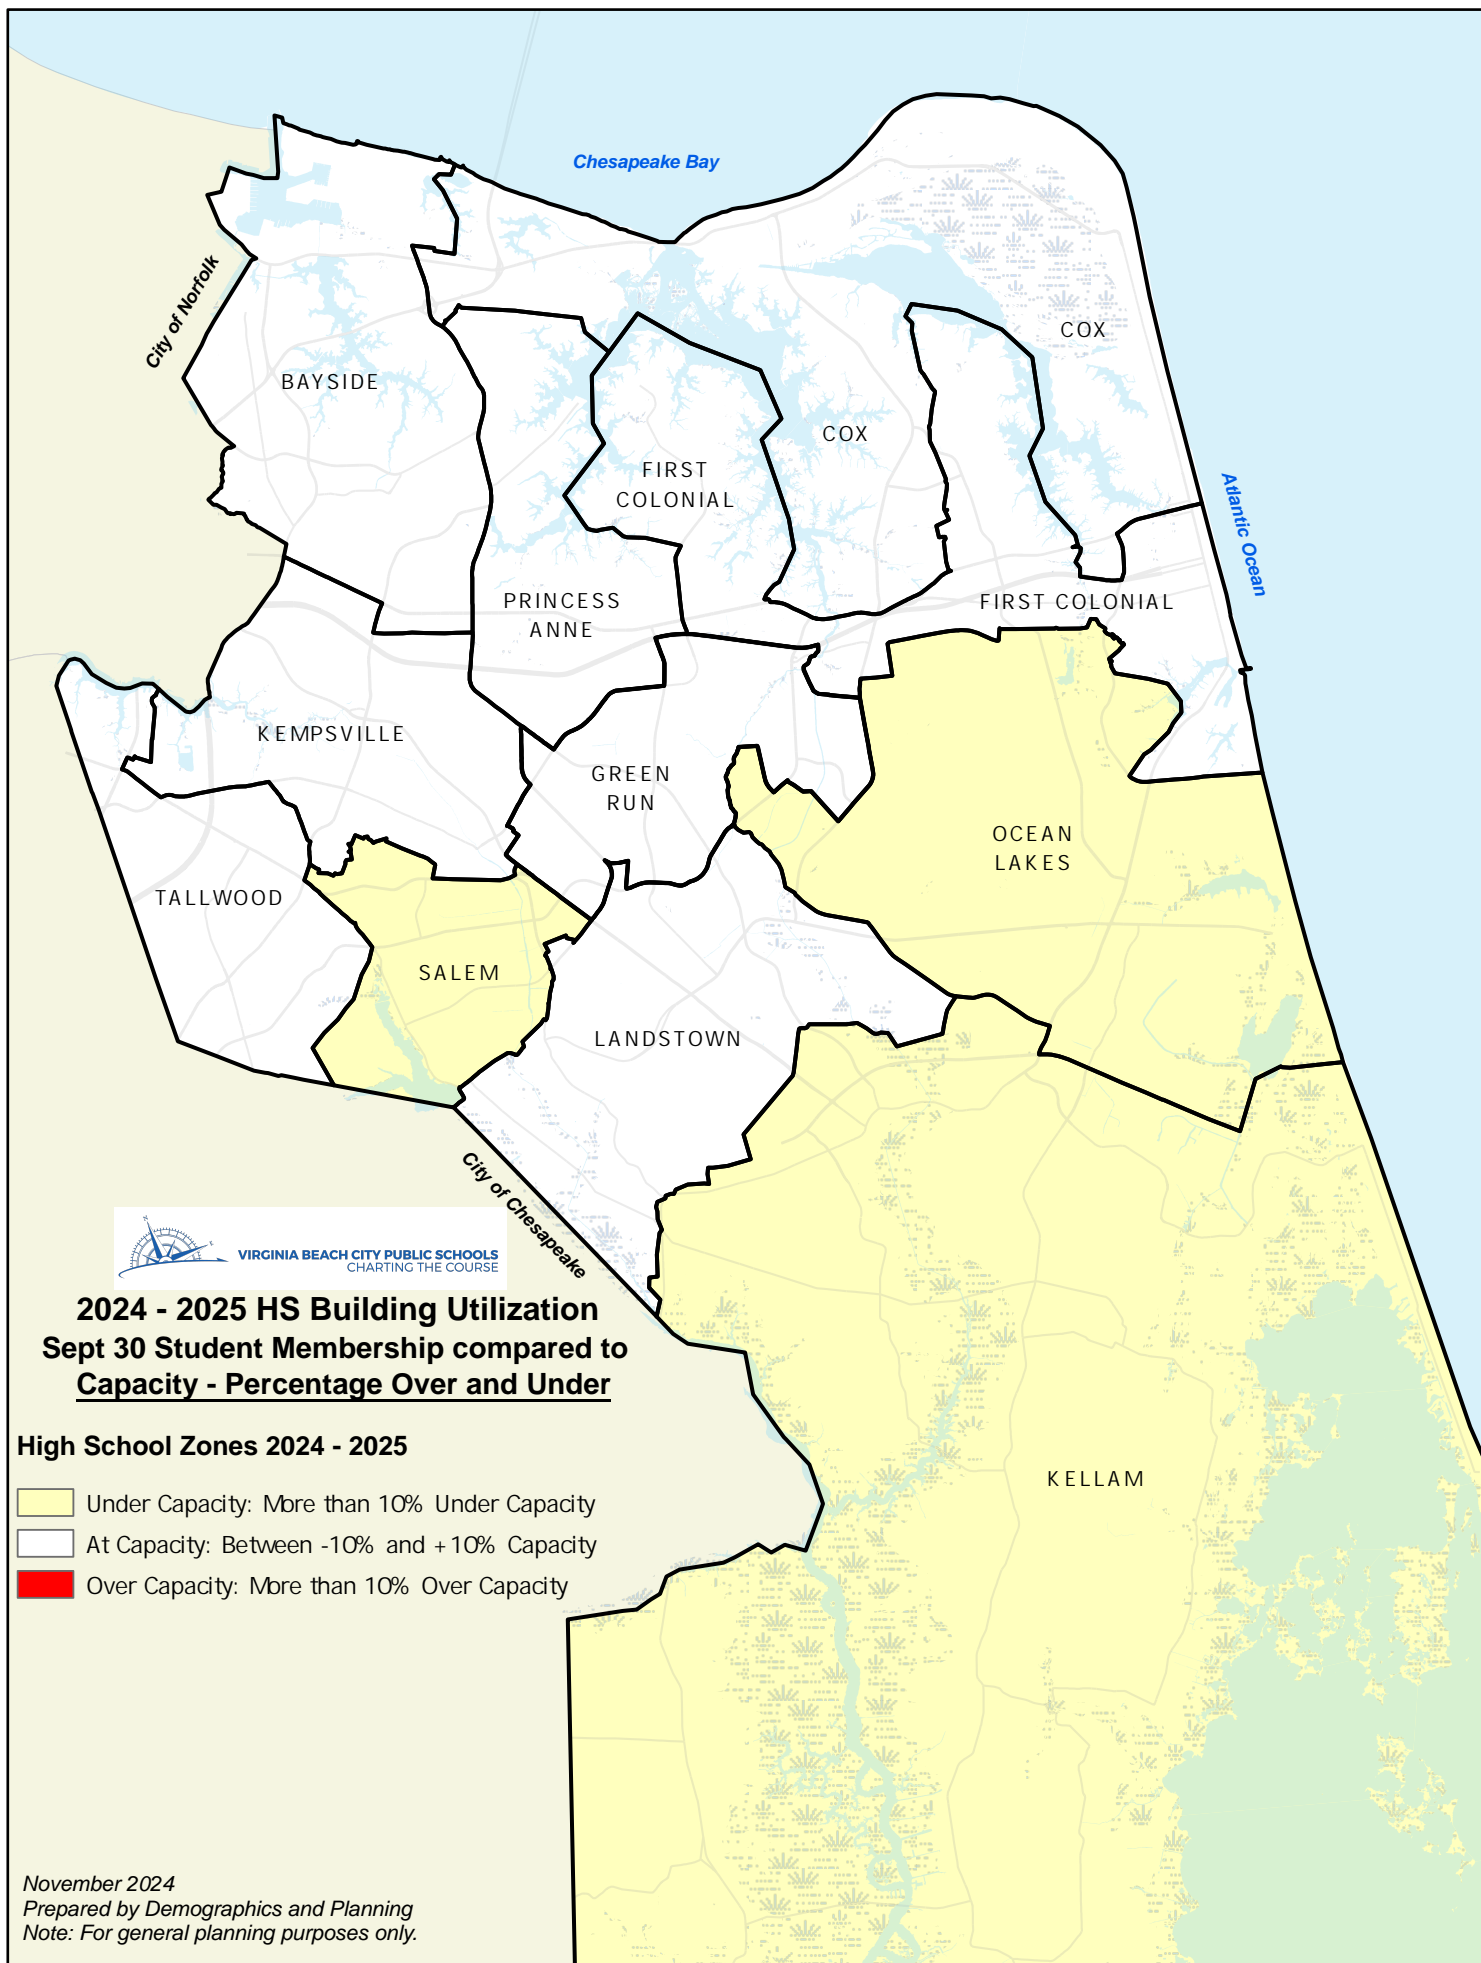 Chesapeake Bay
City of Norfolk
COX
BAYSIDE
COX
FIRST
COLONIAL
Atlantic Ocean
PRINCESS
ANNE
FIRST COLONIAL
KEMPSVILLE
GREEN
RUN
OCEAN
LAKES
TALLWOOD
SALEM
LANDSTOWN
City of Chesapeake
N
E
VIRGINIA BEACH CITY PUBLIC SCHOOLS
CHARTING THE COURSE
2024 - 2025 HS Building Utilization
Sept 30 Student Membership compared to
Capacity - Percentage Over and Under
High School Zones 2024 - 2025
KELLAM
Under Capacity: More than 10% Under Capacity
At Capacity: Between -10% and +10% Capacity
Over Capacity: More than 10% Over Capacity
November 2024
Prepared by Demographics and Planning
Note: For general planning purposes only.